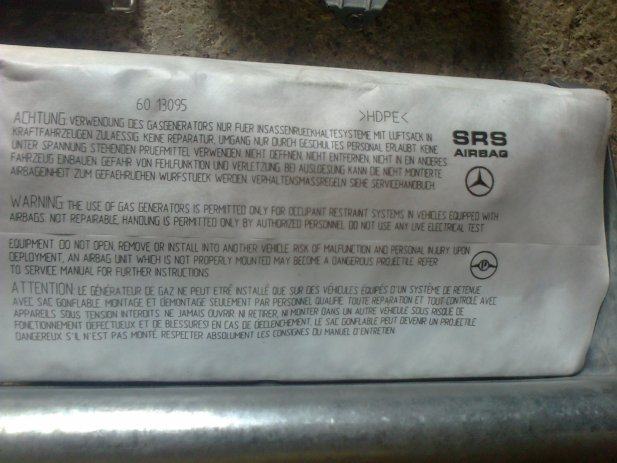 60 13095
>HDPE<
ACHTUNG: VERWENDUNG DES GASGENERATORS NUR FUER INSASSENRUECKHALTESYSTEME MIT LUFTSACK IN
KRAFTFAHRZEUGEN ZULAESSIG. KEINE REPARATUR, UMGANG NUR DURCH GESCHULTES PERSONAL ERLAUBT. KEINE
UNTER SPANNUNG STEHENDEN PRUEFMITTEL VERWENDEN. NICHT OEFFNEN, NICHT ENTFERNEN, NICHT IN EIN ANDERES
FAHRZEUG EINBAUEN. GEFAHR VON FEHLFUNKTION UND VERLETZUNG. BEI AUSLOESUNG KANN DIE NICHT MONTIERTE
AIRBAGEINHEIT ZUM GEFAEHRLICHEN WURFSTUECK WERDEN. VERHALTENSMASSREGELN SIEHE SERVICEHANDBUCH.
SRS
AIRBAG
WARNING: THE USE OF GAS GENERATORS IS PERMITTED ONLY FOR OCCUPANT RESTRAINT SYSTEMS IN VEHICLES EQUIPPED WITH
AIRBAGS. NOT REPAIRABLE, HANDLING IS PERMITTED ONLY BY AUTHORIZED PERSONNEL. DO NOT USE ANY LIVE ELECTRICAL TEST
EQUIPMENT. DO NOT OPEN, REMOVE OR INSTALL INTO ANOTHER VEHICLE. RISK OF MALFUNCTION AND PERSONAL INJURY UPON
DEPLOYMENT, AN AIRBAG UNIT WHICH IS NOT PROPERLY MOUNTED MAY BECOME A DANGEROUS PROJECTILE. REFER
TO SERVICE MANUAL FOR FURTHER INSTRUCTIONS.
ATTENTION: LE GÉNÉRATEUR DE GAZ NE PEUT ETRE INSTALLÉ QUE SUR DES VÉHICULES ÉQUIPÉS D'UN SYSTÈME DE RETENUE
AVEC SAC GONFLABLE. MONTAGE ET DÉMONTAGE SEULEMENT PAR PERSONNEL QUALIFIÉ. TOUTE RÉPARATION ET TOUT CONTROLE AVEC
APPAREILS SOUS TENSION INTERDITS. NE JAMAIS OUVRIR, NI RETIRER, NI MONTER DANS UN AUTRE VÉHICULE SOUS RISQUE DE
FONCTIONNEMENT DÉFECTUEUX ET DE BLESSURES! EN CAS DE DÉCLENCHEMENT, LE SAC GONFLABLE PEUT DEVENIR UN PROJECTILE
DANGEREUX S'IL N'EST PAS MONTÉ. RESPECTER ABSOLUMENT LES CONSIGNES DU MANUEL D'ENTRETIEN.